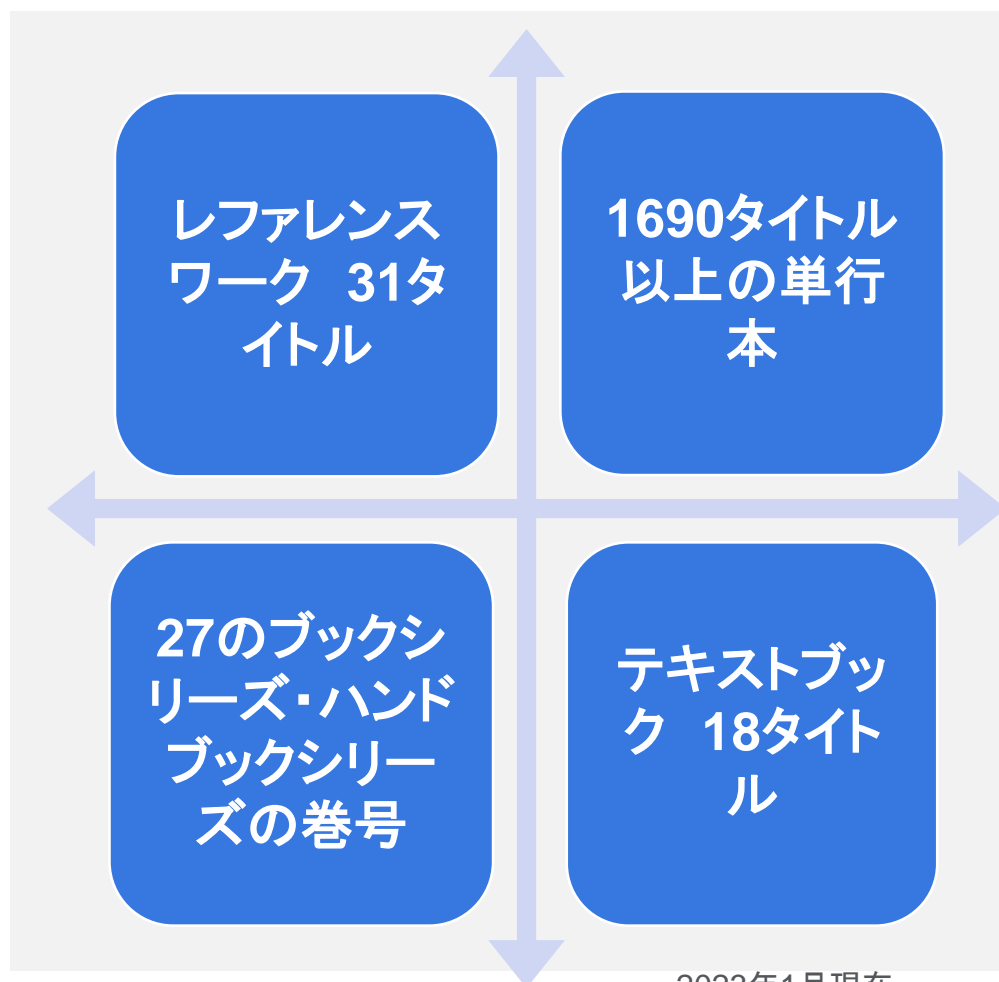 レファレンス
ワーク　31タ
イトル
1690タイトル
以上の単行
本
27のブックシ
リーズ・ハンド
ブックシリー
ズの巻号
テキストブッ
ク　18タイト
ル